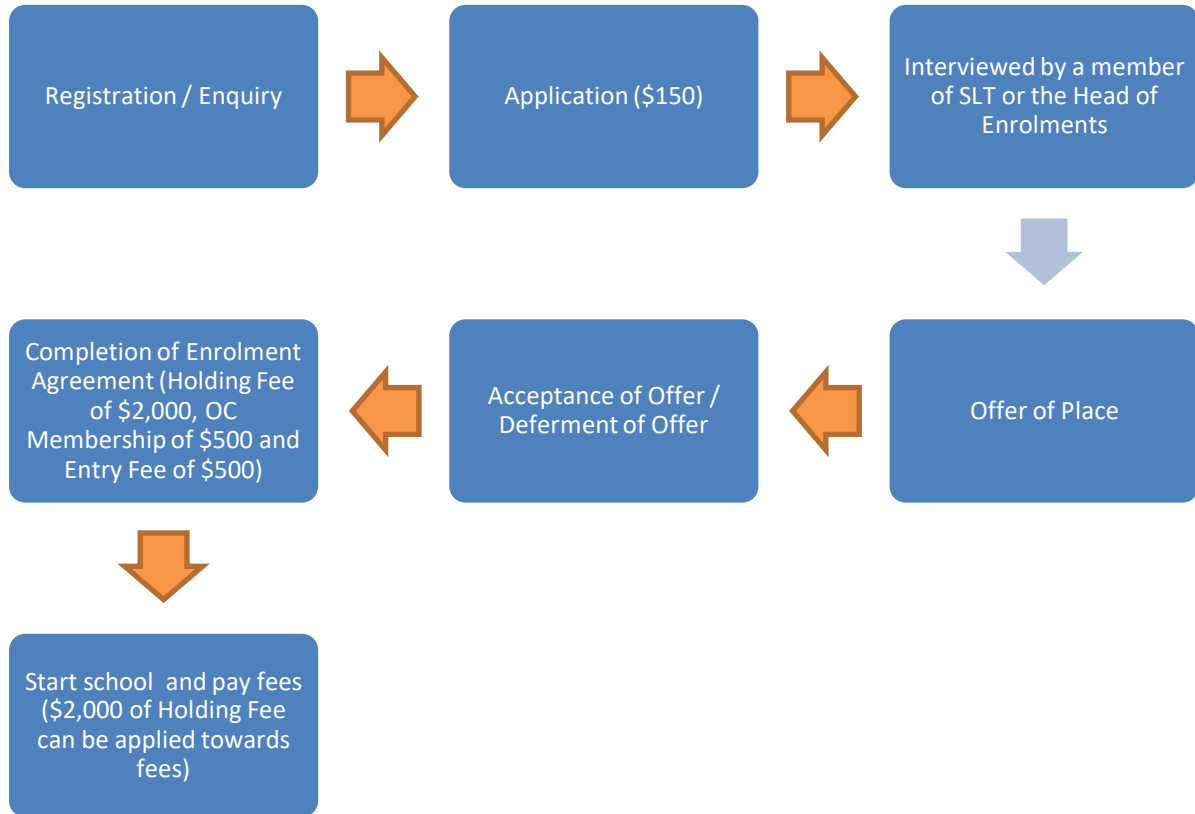 Registration / Enquiry
Application ($150)
Interviewed by a member
of SLT or the Head of
Enrolments
Offer of Place
Acceptance of Offer /
Deferment of Offer
Completion of Enrolment
Agreement (Holding Fee
of $2,000, OC
Membership of $500 and
Entry Fee of $500)
Start school  and pay fees
($2,000 of Holding Fee
can be applied towards
fees)